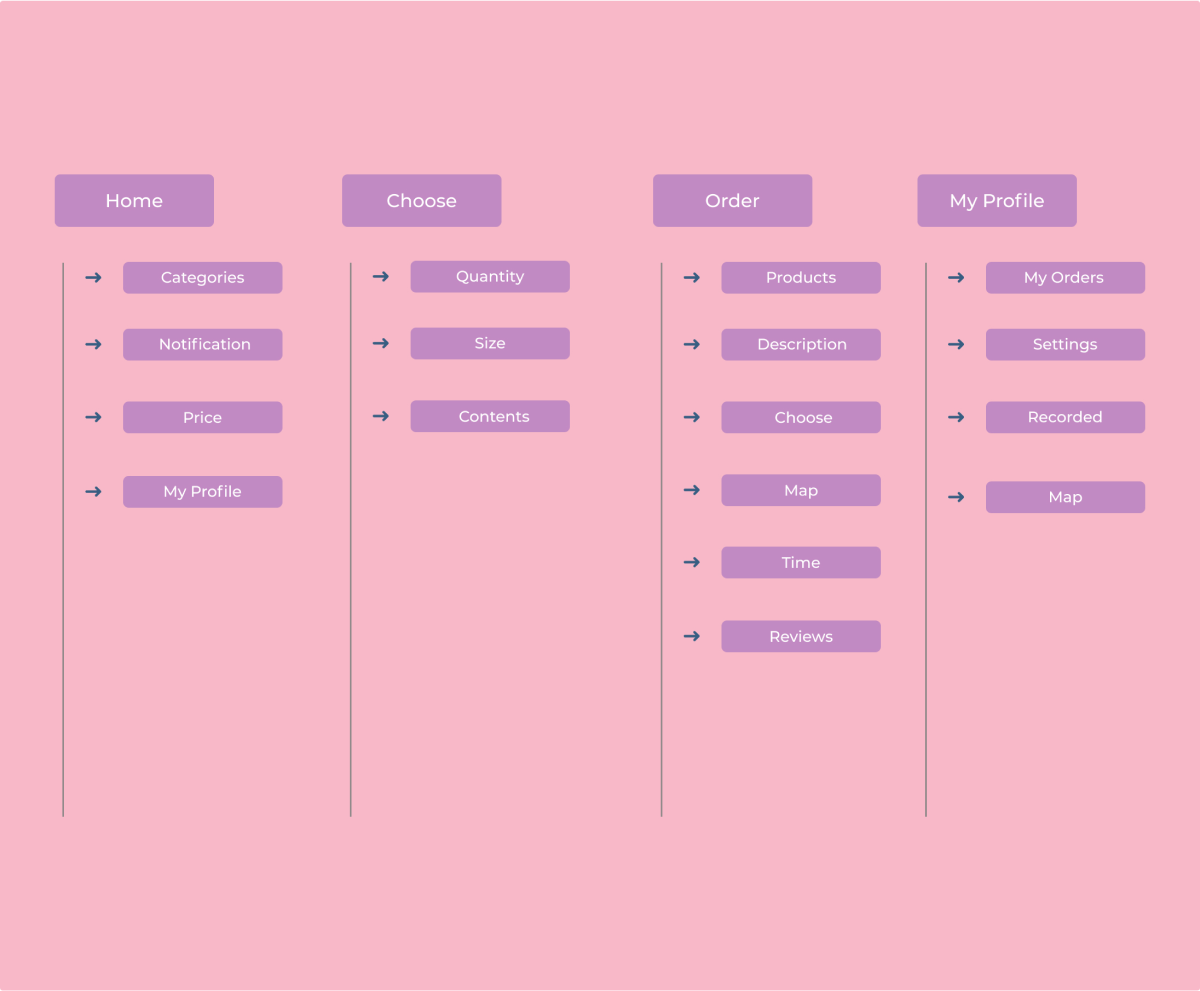 Home
Categories
Notification
Price
My Profile
Choose
Quantity
Size
Contents
Order
Products
Description
Choose
Map
Time
Reviews
My Profile
My Orders
Settings
Recorded
Map